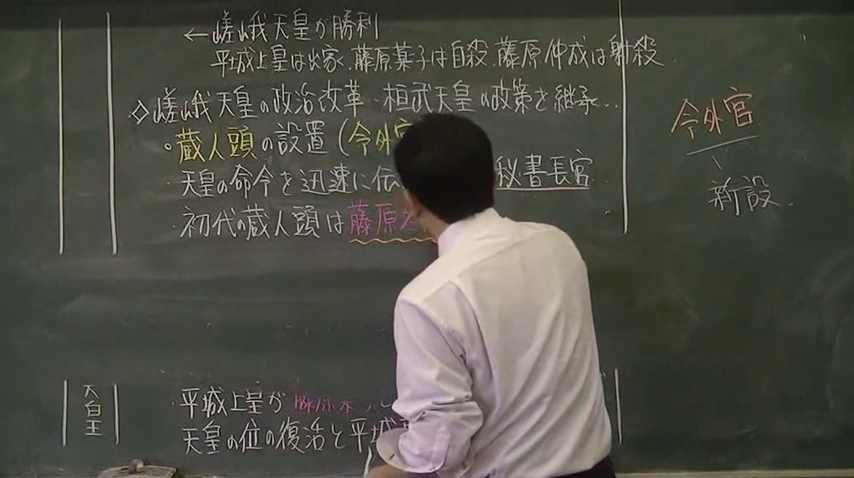 ←嵯峨天皇が勝利
平城上皇は出家、藤原薬子は自殺、藤原仲成は射殺
◇嵯峨天皇の政治改革・桓武天皇の政策を継承…
・蔵人頭の設置(令外官
・天皇の命令を迅速に伝 秘書長官
・初代の蔵人頭は藤原
令外官
新設
天皇
・平城上皇が
天皇の位の復活と平城